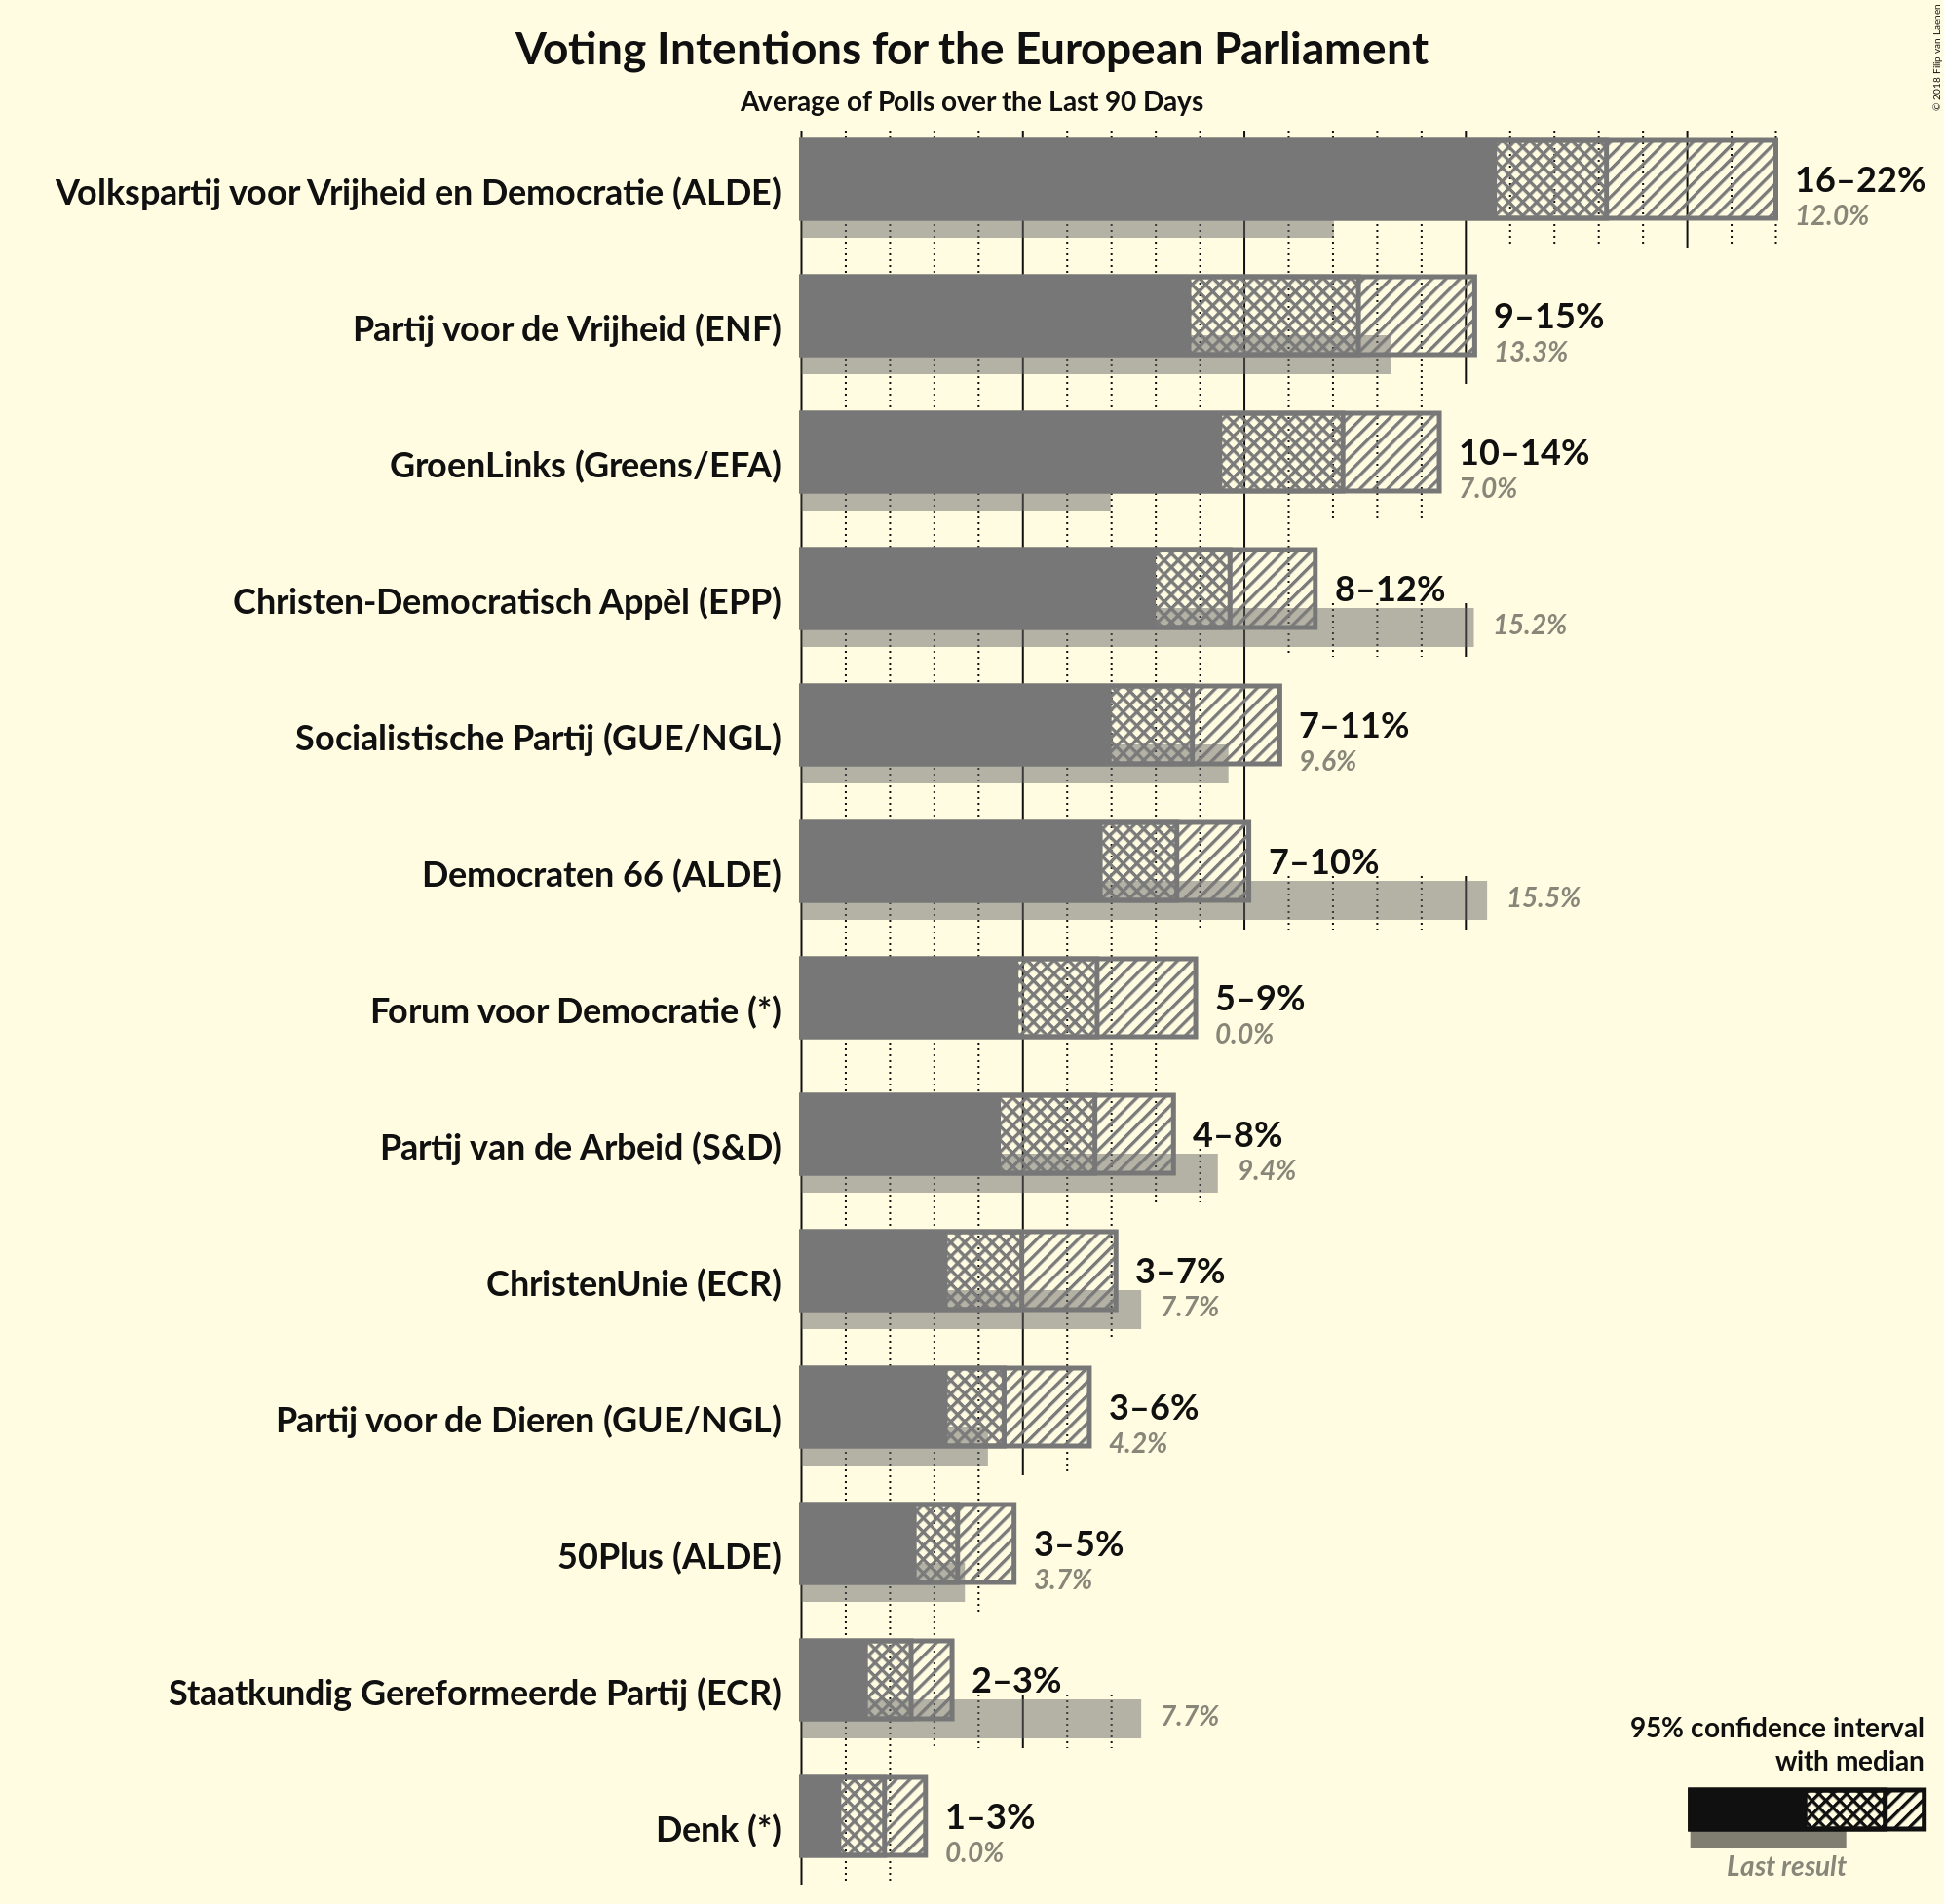 Voting Intentions for the European Parliament
Average of Polls over the Last 90 Days
© 2018 Filip van Laenen
Volkspartij voor Vrijheid en Democratie (ALDE)
16–22%
12.0%
Partij voor de Vrijheid (ENF)
9–15%
13.3%
GroenLinks (Greens/EFA)
10–14%
7.0%
Christen-Democratisch Appèl (EPP)
8–12%
15.2%
Socialistische Partij (GUE/NGL)
7–11%
9.6%
Democraten 66 (ALDE)
7–10%
15.5%
Forum voor Democratie (*)
5–9%
0.0%
Partij van de Arbeid (S&D)
4–8%
9.4%
ChristenUnie (ECR)
3–7%
7.7%
Partij voor de Dieren (GUE/NGL)
3–6%
4.2%
50Plus (ALDE)
3–5%
3.7%
Staatkundig Gereformeerde Partij (ECR)
2–3%
7.7%
Denk (*)
1–3%
0.0%
95% confidence interval
with median
Last result